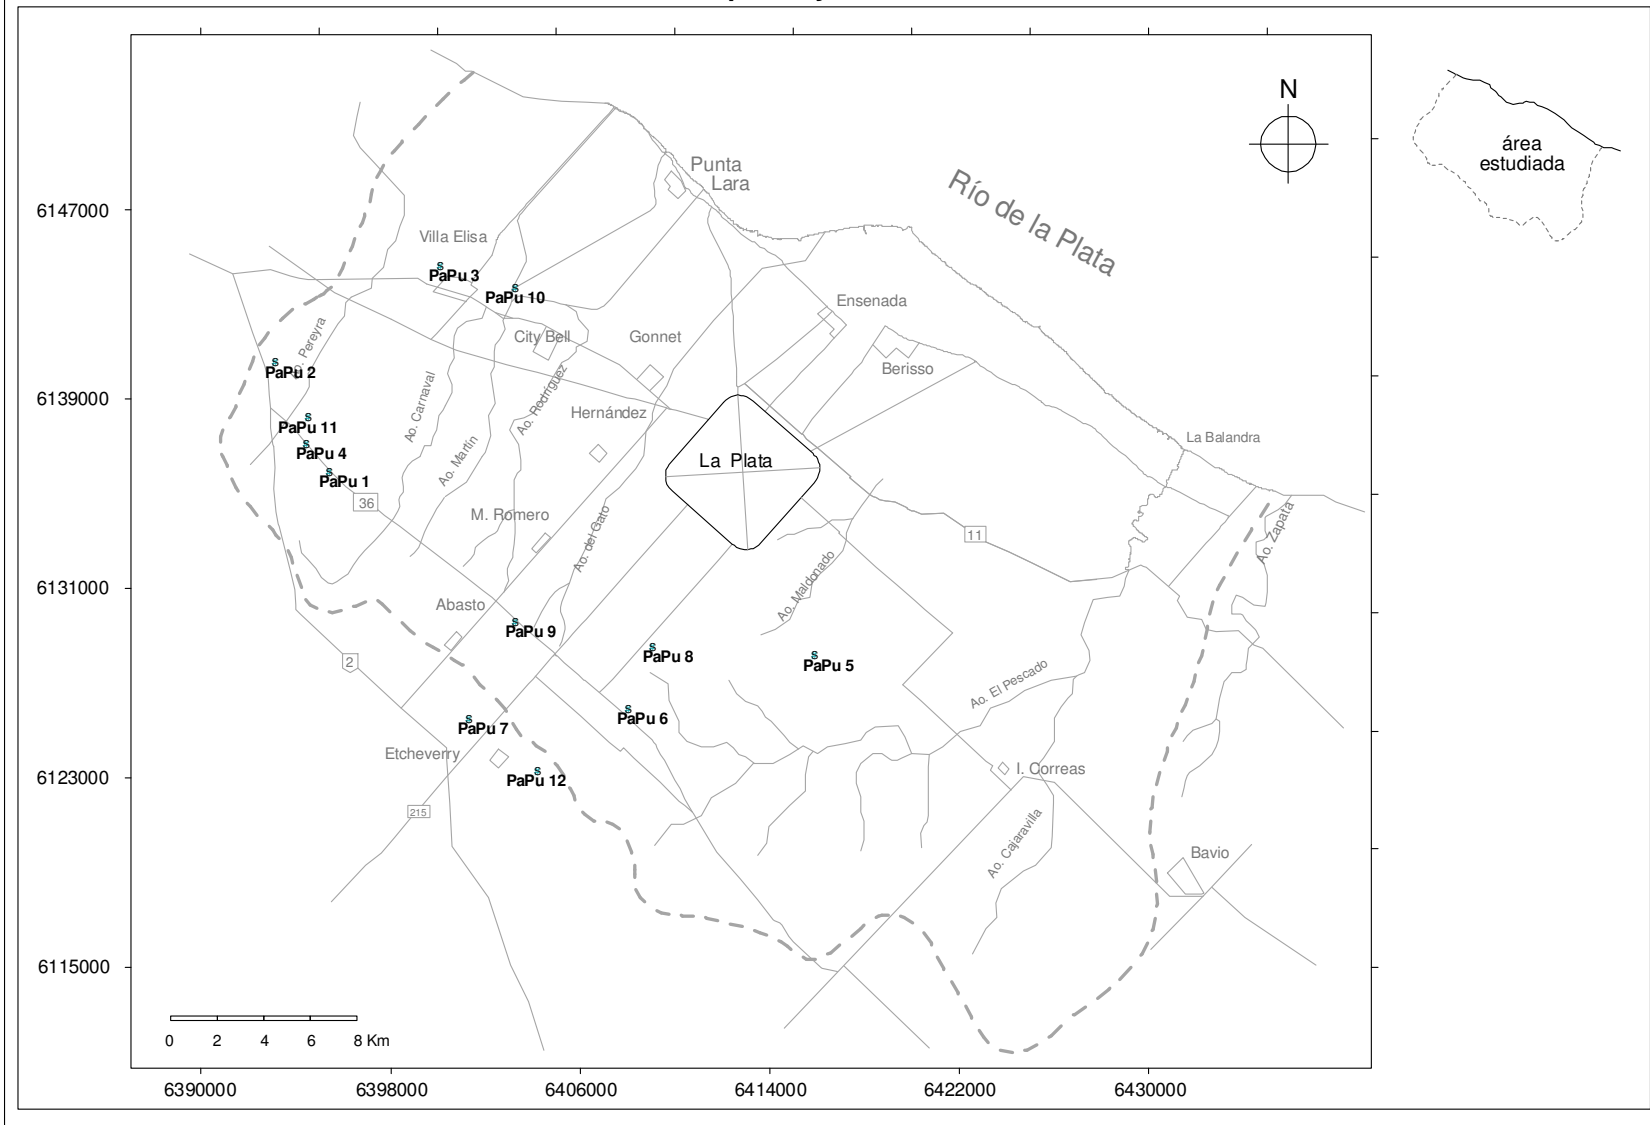 N
área
estudiada
Punta
Lara
Río de la Plata
6147000
Villa Elisa
PaPu 3
PaPu 10
Ensenada
City Bell
Gonnet
Pereyra
PaPu 2
Berisso
6139000
Ao. Carnaval
Ao. Rodríguez
Hernández
PaPu 11
La Balandra
PaPu 4
Ao. Martín
La Plata
PaPu 1
36
M. Romero
Ao. del Gato
11
Ao. Zapata
6131000
Ao. Maldonado
Abasto
PaPu 9
2
PaPu 8
PaPu 5
Ao. El Pescado
PaPu 6
PaPu 7
Etcheverry
6123000
PaPu 12
I. Correas
215
Ao. Cajaravilla
Bavio
6115000
0 2 4 6 8 Km
6390000 6398000 6406000 6414000 6422000 6430000